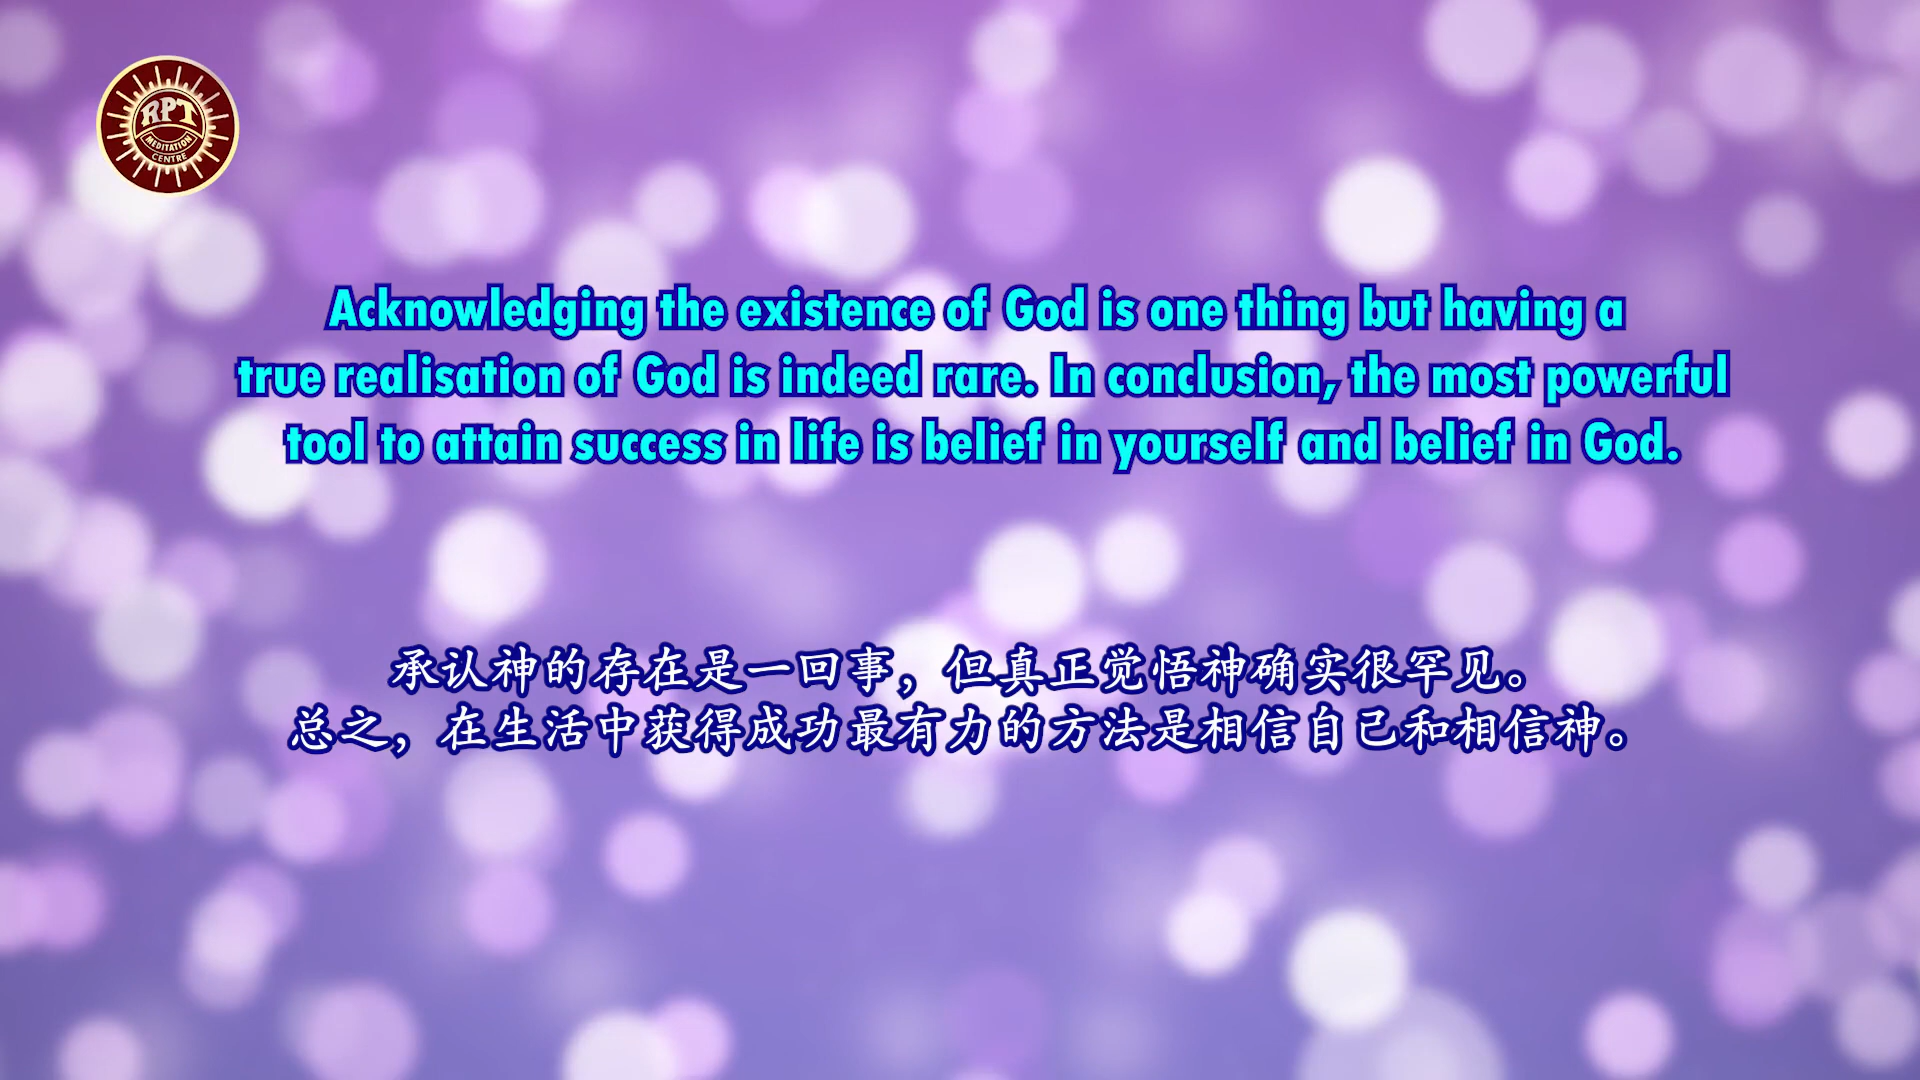 RPT
MEDITATION
CENTRE
Acknowledging the existence of God is one thing but having a
true realisation of God is indeed rare. In conclusion, the most powerful
tool to attain success in life is belief in yourself and belief in God.
承认神的存在是一回事，但真正觉悟神确实很罕见。
总之，在生活中获得成功最有力的方法是相信自己和相信神。